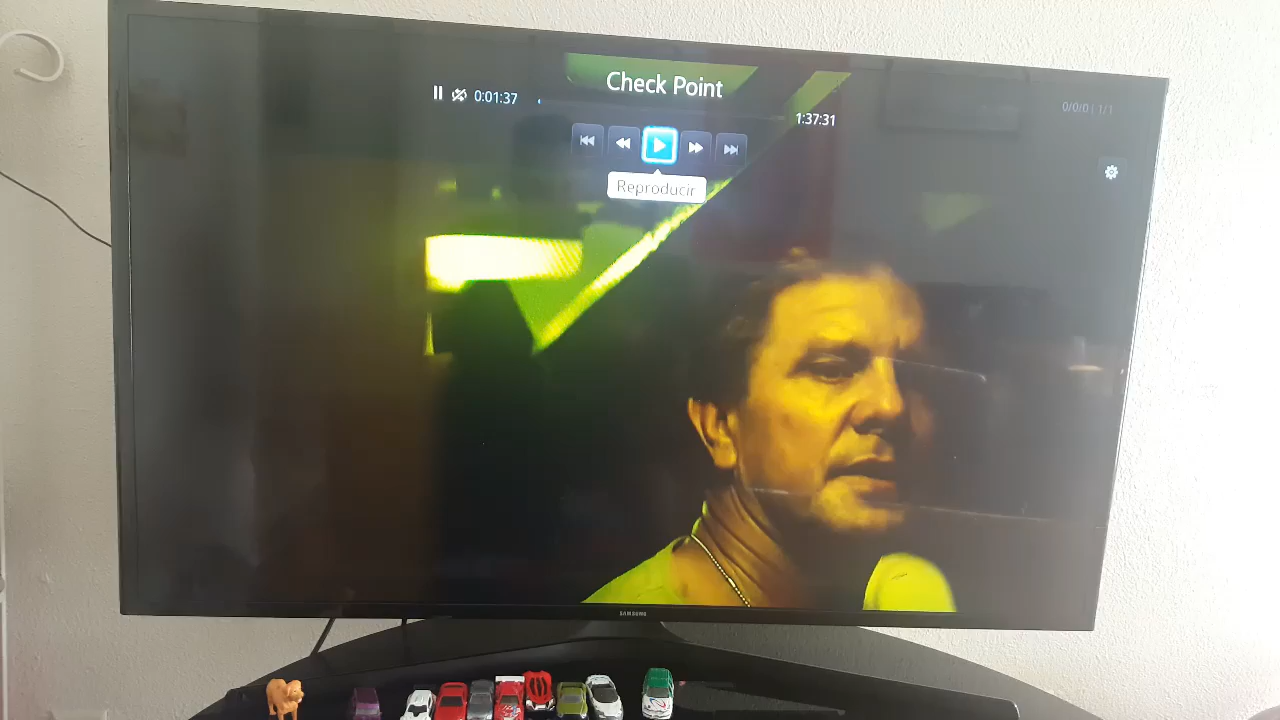 Check Point
0:01:37
1:37:31
0/0/0 | 1/1
Reproducir
SAMSUNG